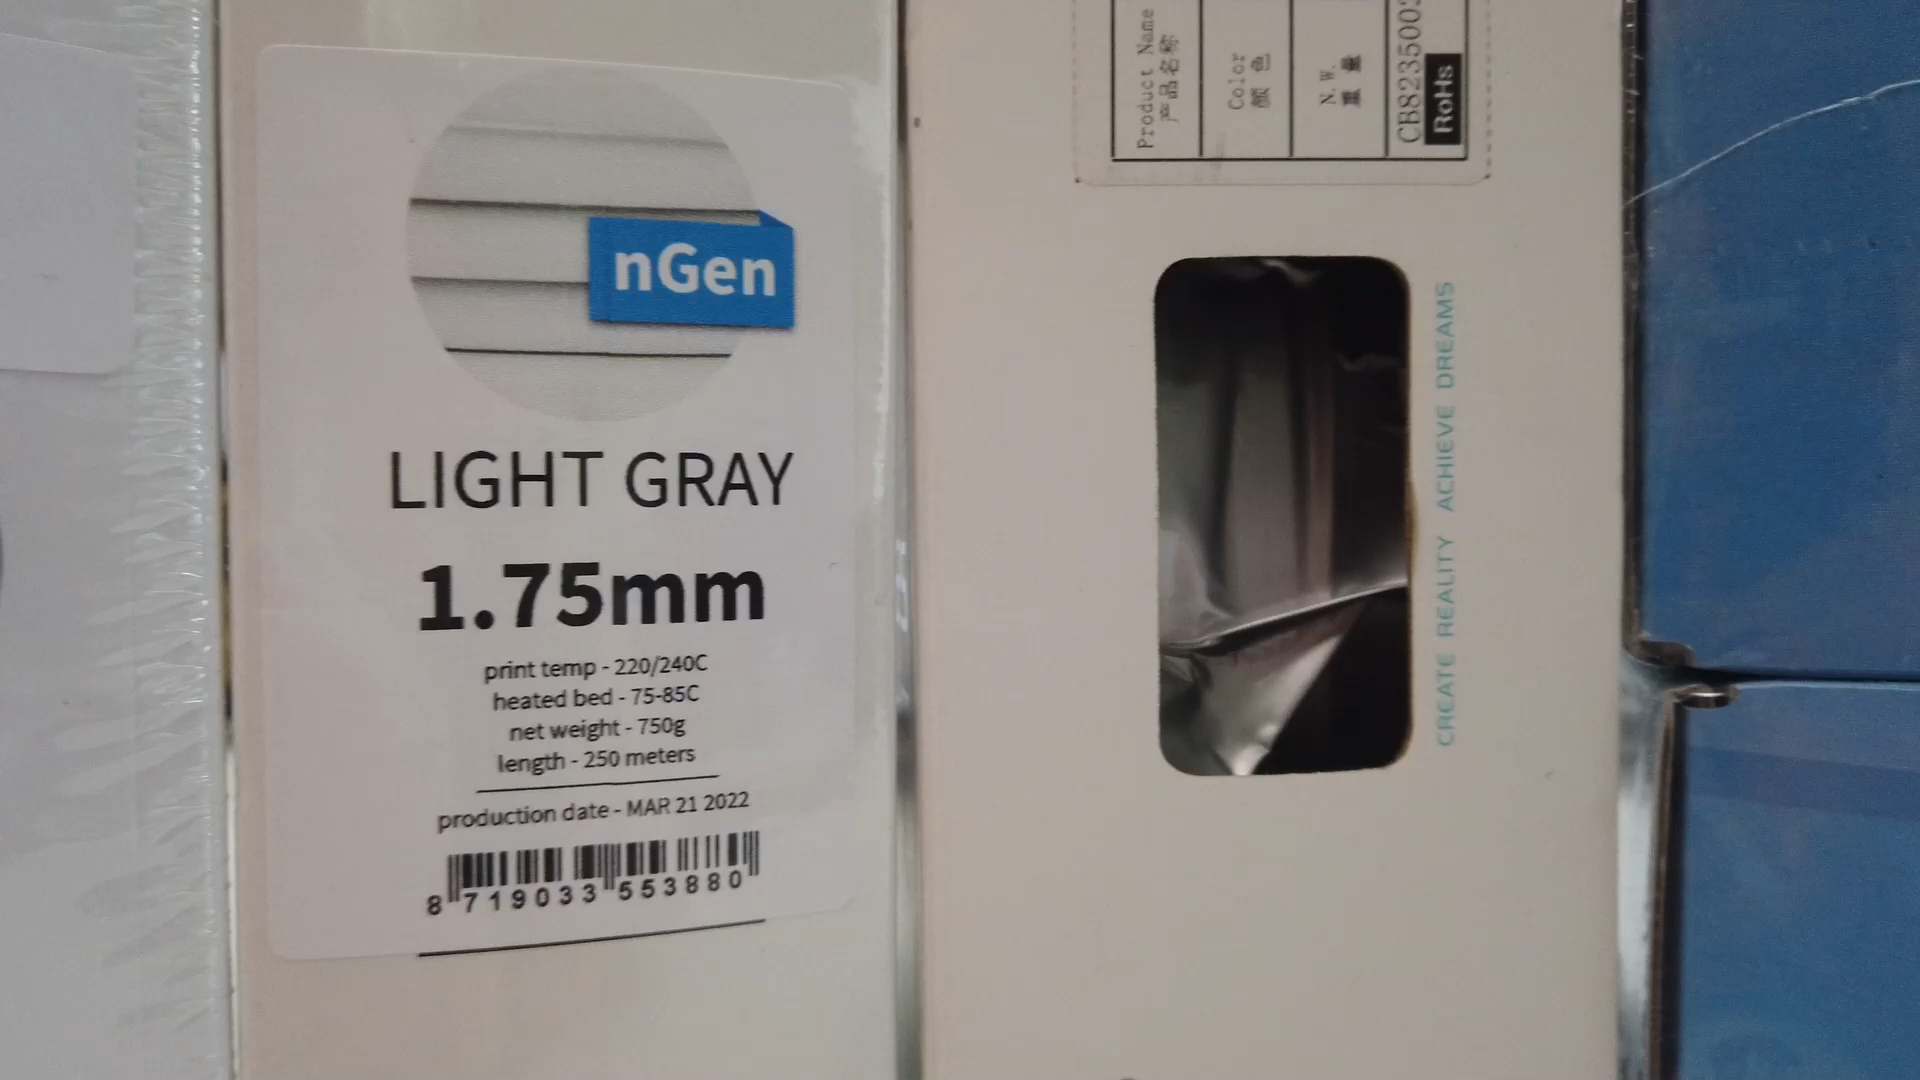 nGen
LIGHT GRAY
1.75mm
print temp - 220/240C
heated bed - 75-85C
net weight - 750g
length - 250 meters
production date - MAR 21 2022
8 719033 553880
Product Name
产品名称
Color
颜色
N.W.
重量
RoHs
CREATE REALITY ACHIEVE DREAMS